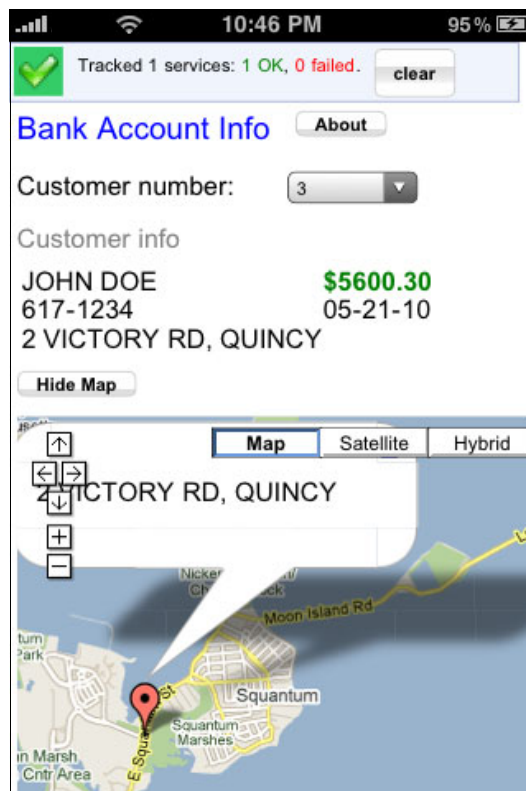 10:46 PM 95%
Tracked 1 services: 1 OK, 0 failed. clear
Bank Account Info About
Customer number: 3
Customer info
JOHN DOE $5600.30
617-1234 05-21-10
2 VICTORY RD, QUINCY
Hide Map
Map Satellite Hybrid
2 VICTORY RD, QUINCY
Moon Island Rd
Park
Squantum
Squantum
Marshes
Marsh
Cntr Area